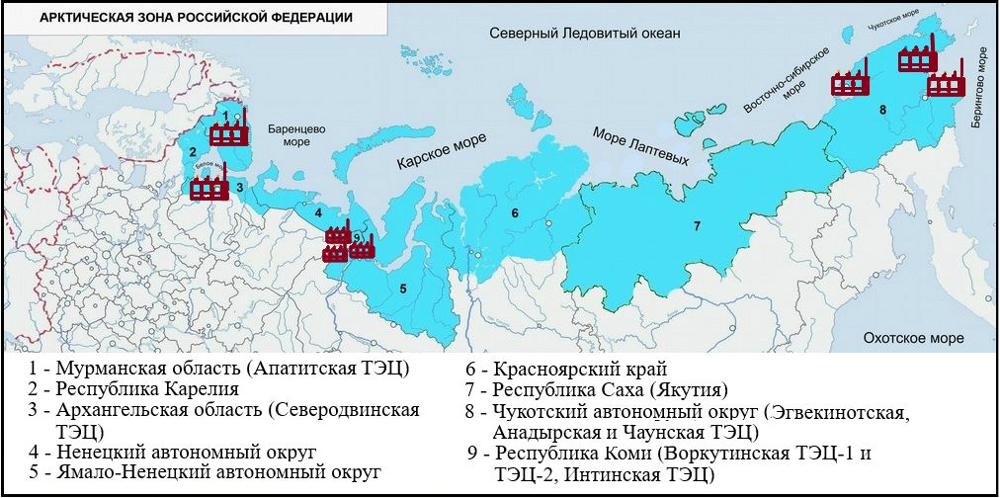 АРКТИЧЕСКАЯ ЗОНА РОССИЙСКОЙ ФЕДЕРАЦИИ
Северный Ледовитый океан
Чукотское море
Восточно-сибирское
море
Берингово море
Баренцево
море
Карское море
Море Лаптевых
Белое
1
2
3
4
9
5
6
7
8
Охотское море
1 - Мурманская область (Апатитская ТЭЦ)
2 - Республика Карелия
3 - Архангельская область (Северодвинская
ТЭЦ)
4 - Ненецкий автономный округ
5 - Ямало-Ненецкий автономный округ
6 - Красноярский край
7 - Республика Саха (Якутия)
8 - Чукотский автономный округ (Эгвекинотская,
Анадырская и Чаунская ТЭЦ)
9 - Республика Коми (Воркутинская ТЭЦ-1 и
ТЭЦ-2, Интинская ТЭЦ)